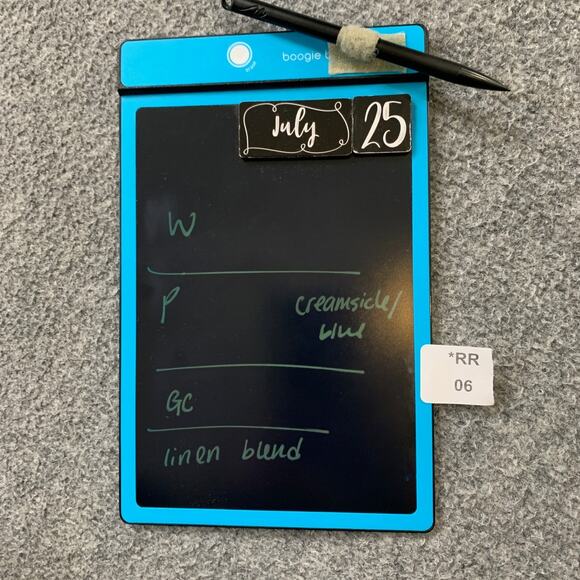 boogie
July 25
W
P creamsicle/
blue
GC
linen blend
*RR
06